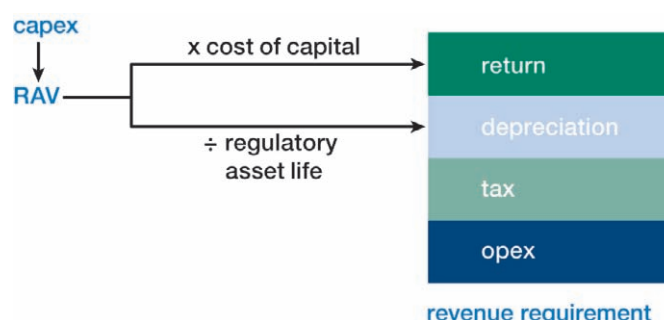 capex
x cost of capital
return
RAV
depreciation
÷ regulatory
asset life
tax
opex
revenue requirement